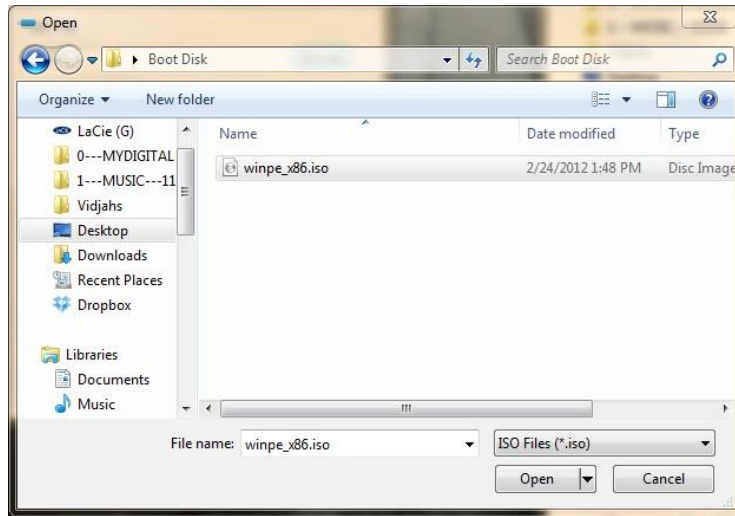 Open
Boot Disk
Search Boot Disk
Organize
New folder
Name
Date modified
Type
LaCie (G)
0---MYDIGITAL
1---MUSIC---11
Vidjahs
Desktop
Downloads
Recent Places
Dropbox
Libraries
Documents
Music
winpe_x86.iso
2/24/2012 1:48 PM
Disc Image
File name:
winpe_x86.iso
ISO Files (*.iso)
Open
Cancel